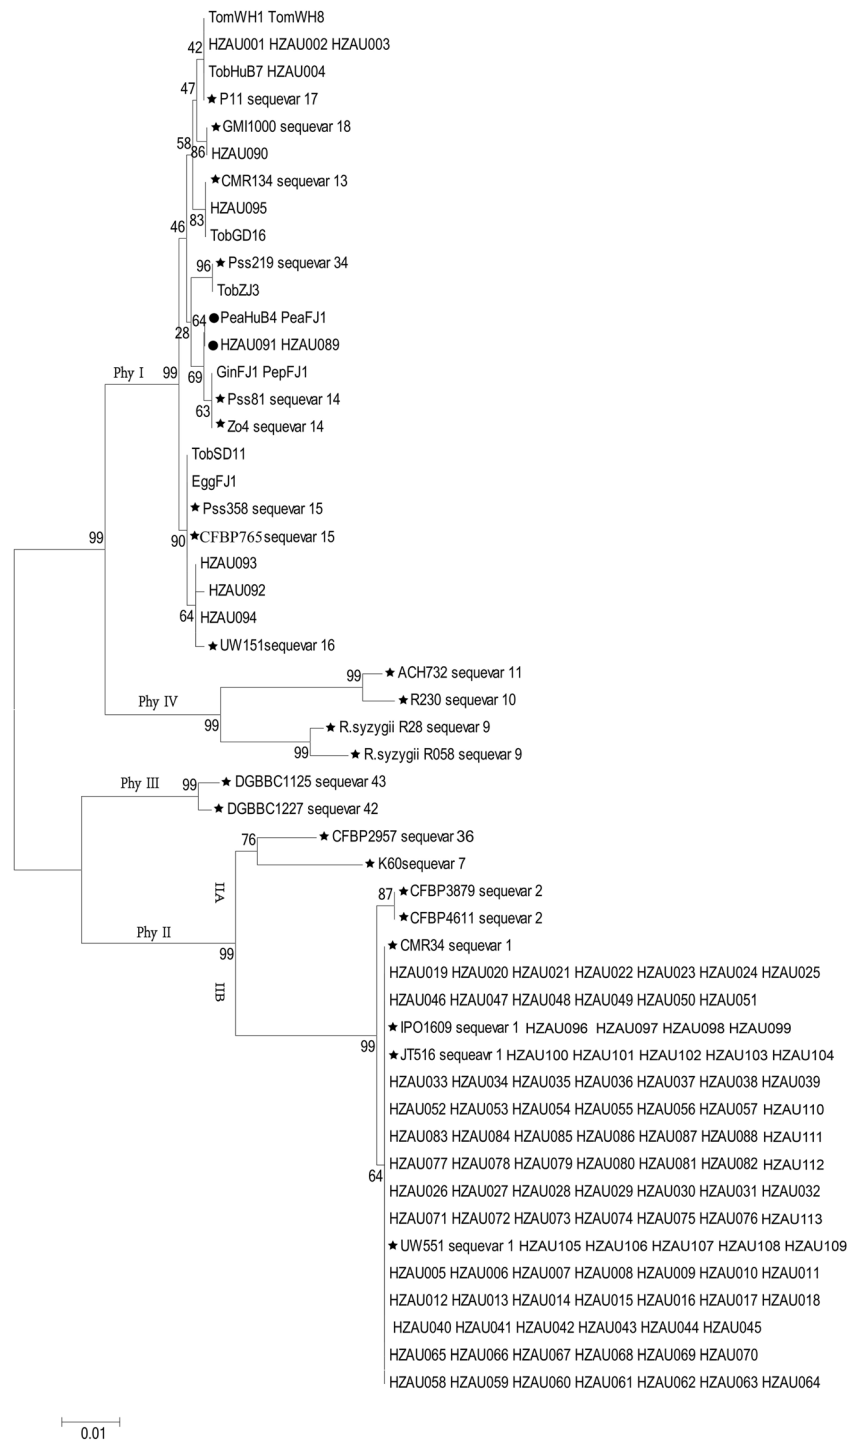 TomWH1 TomWH8
42
HZAU001 HZAU002 HZAU003
TobHuB7 HZAU004
47
★ P11 sequevar 17
★ GMI1000 sequevar 18
58
86
HZAU090
★ CMR134 sequevar 13
HZAU095
83
46
TobGD16
96
★ Pss219 sequevar 34
TobZJ3
64
● PeaHuB4 PeaFJ1
28
● HZAU091 HZAU089
Phy I
99
69
GinFJ1 PepFJ1
★ Pss81 sequevar 14
63
★ Zo4 sequevar 14
TobSD11
EggFJ1
★ Pss358 sequevar 15
99
90
★ CFBP765sequevar 15
HZAU093
HZAU092
64
HZAU094
★ UW151sequevar 16
99
★ ACH732 sequevar 11
Phy IV
★ R230 sequevar 10
99
★ R.syzygii R28 sequevar 9
99
★ R.syzygii R058 sequevar 9
Phy III
99
★ DGBBC1125 sequevar 43
★ DGBBC1227 sequevar 42
76
★ CFBP2957 sequevar 36
★ K60sequevar 7
IIA
87
★ CFBP3879 sequevar 2
★ CFBP4611 sequevar 2
Phy II
99
★ CMR34 sequevar 1
HZAU019 HZAU020 HZAU021 HZAU022 HZAU023 HZAU024 HZAU025
IIB
HZAU046 HZAU047 HZAU048 HZAU049 HZAU050 HZAU051
★ IPO1609 sequevar 1 HZAU096 HZAU097 HZAU098 HZAU099
99
★ JT516 sequeavr 1 HZAU100 HZAU101 HZAU102 HZAU103 HZAU104
HZAU033 HZAU034 HZAU035 HZAU036 HZAU037 HZAU038 HZAU039
HZAU052 HZAU053 HZAU054 HZAU055 HZAU056 HZAU057 HZAU110
HZAU083 HZAU084 HZAU085 HZAU086 HZAU087 HZAU088 HZAU111
64
HZAU077 HZAU078 HZAU079 HZAU080 HZAU081 HZAU082 HZAU112
HZAU026 HZAU027 HZAU028 HZAU029 HZAU030 HZAU031 HZAU032
HZAU071 HZAU072 HZAU073 HZAU074 HZAU075 HZAU076 HZAU113
★ UW551 sequevar 1 HZAU105 HZAU106 HZAU107 HZAU108 HZAU109
HZAU005 HZAU006 HZAU007 HZAU008 HZAU009 HZAU010 HZAU011
HZAU012 HZAU013 HZAU014 HZAU015 HZAU016 HZAU017 HZAU018
HZAU040 HZAU041 HZAU042 HZAU043 HZAU044 HZAU045
HZAU065 HZAU066 HZAU067 HZAU068 HZAU069 HZAU070
HZAU058 HZAU059 HZAU060 HZAU061 HZAU062 HZAU063 HZAU064
0.01